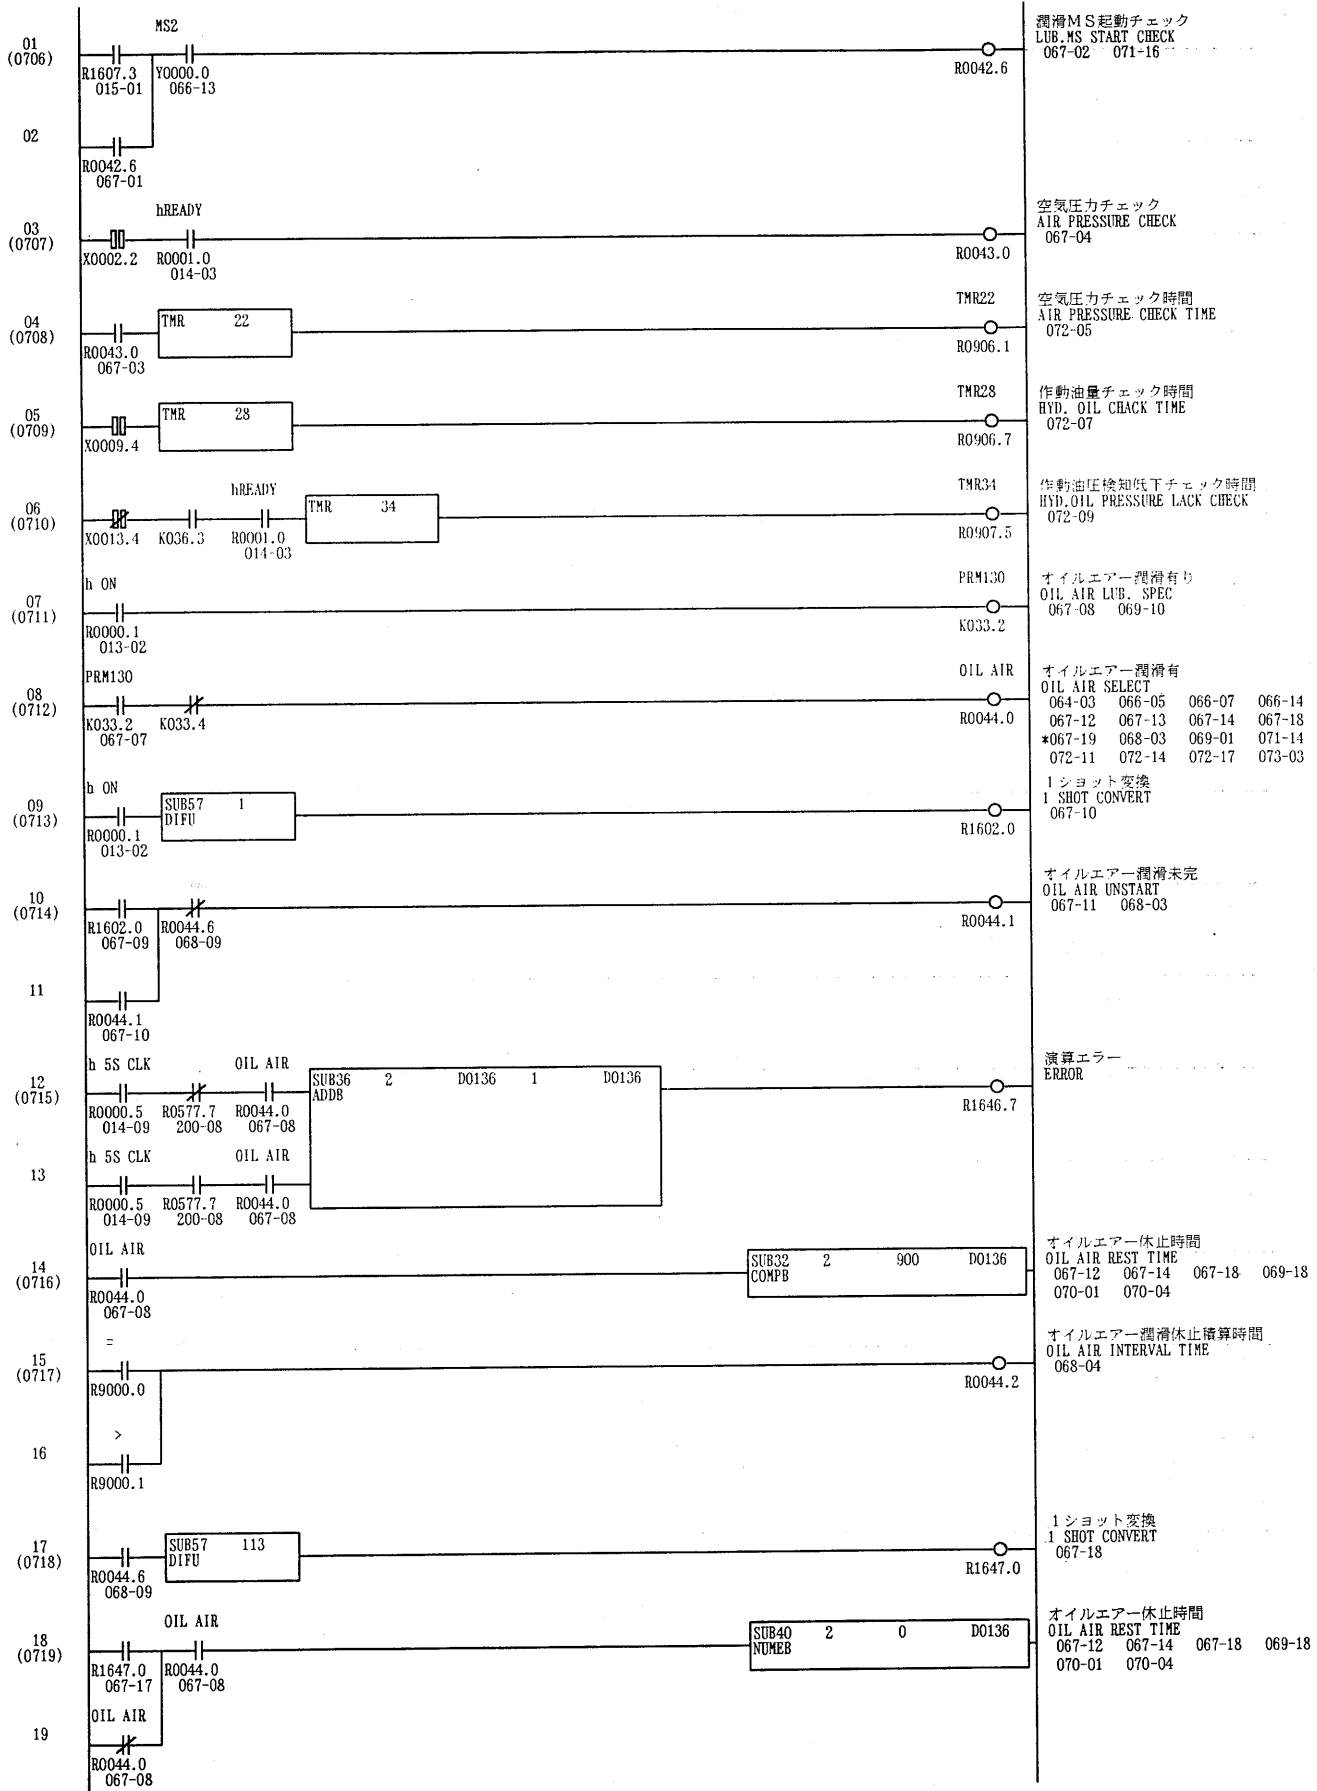 MS2
潤滑MS起動チェック
LUB.MS START CHECK
067-02 071-16
01
(0706)
R1607.3 Y0000.0
015-01 066-13
R0042.6
02
R0042.6
067-01
hREADY
空気圧力チェック
AIR PRESSURE CHECK
067-04
03
(0707)
X0002.2 R0001.0
014-03
R0043.0
TMR22
空気圧力チェック時間
AIR PRESSURE CHECK TIME
072-05
04
(0708)
TMR 22
R0043.0
067-03
R0906.1
TMR28
作動油量チェック時間
HYD. OIL CHACK TIME
072-07
05
(0709)
TMR 28
X0009.4
R0906.7
hREADY
TMR34
作動油圧検知低下チェック時間
HYD.OIL PRESSURE LACK CHECK
072-09
06
(0710)
TMR 34
X0013.4 K036.3 R0001.0
014-03
R0907.5
h ON
PRM130
オイルエアー潤滑有り
OIL AIR LUB. SPEC
067-08 069-10
07
(0711)
R0000.1
013-02
K033.2
PRM130
OIL AIR
オイルエアー潤滑有
OIL AIR SELECT
064-03 066-05 066-07 066-14
067-12 067-13 067-14 067-18
*067-19 068-03 069-01 071-14
072-11 072-14 072-17 073-03
08
(0712)
K033.2 K033.4
067-07
R0044.0
h ON
1ショット変換
1 SHOT CONVERT
067-10
09
(0713)
SUB57 1
DIFU
R0000.1
013-02
R1602.0
オイルエアー潤滑未完
OIL AIR UNSTART
067-11 068-03
10
(0714)
R1602.0 R0044.6
067-09 068-09
R0044.1
11
R0044.1
067-10
h 5S CLK OIL AIR
演算エラー
ERROR
12
(0715)
SUB36 2 D0136 1 D0136
ADDB
R0000.5 R0577.7 R0044.0
014-09 200-08 067-08
R1646.7
h 5S CLK OIL AIR
13
R0000.5 R0577.7 R0044.0
014-09 200-08 067-08
OIL AIR
オイルエアー休止時間
OIL AIR REST TIME
067-12 067-14 067-18 069-18
070-01 070-04
14
(0716)
SUB32 2 900 D0136
COMPB
R0044.0
067-08
=
オイルエアー潤滑休止積算時間
OIL AIR INTERVAL TIME
068-04
15
(0717)
R9000.0
R0044.2
>
16
R9000.1
1ショット変換
1 SHOT CONVERT
067-18
17
(0718)
SUB57 113
DIFU
R0044.6
068-09
R1647.0
OIL AIR
オイルエアー休止時間
OIL AIR REST TIME
067-12 067-14 067-18 069-18
070-01 070-04
18
(0719)
SUB40 2 0 D0136
NUMEB
R1647.0 R0044.0
067-17 067-08
OIL AIR
19
R0044.0
067-08